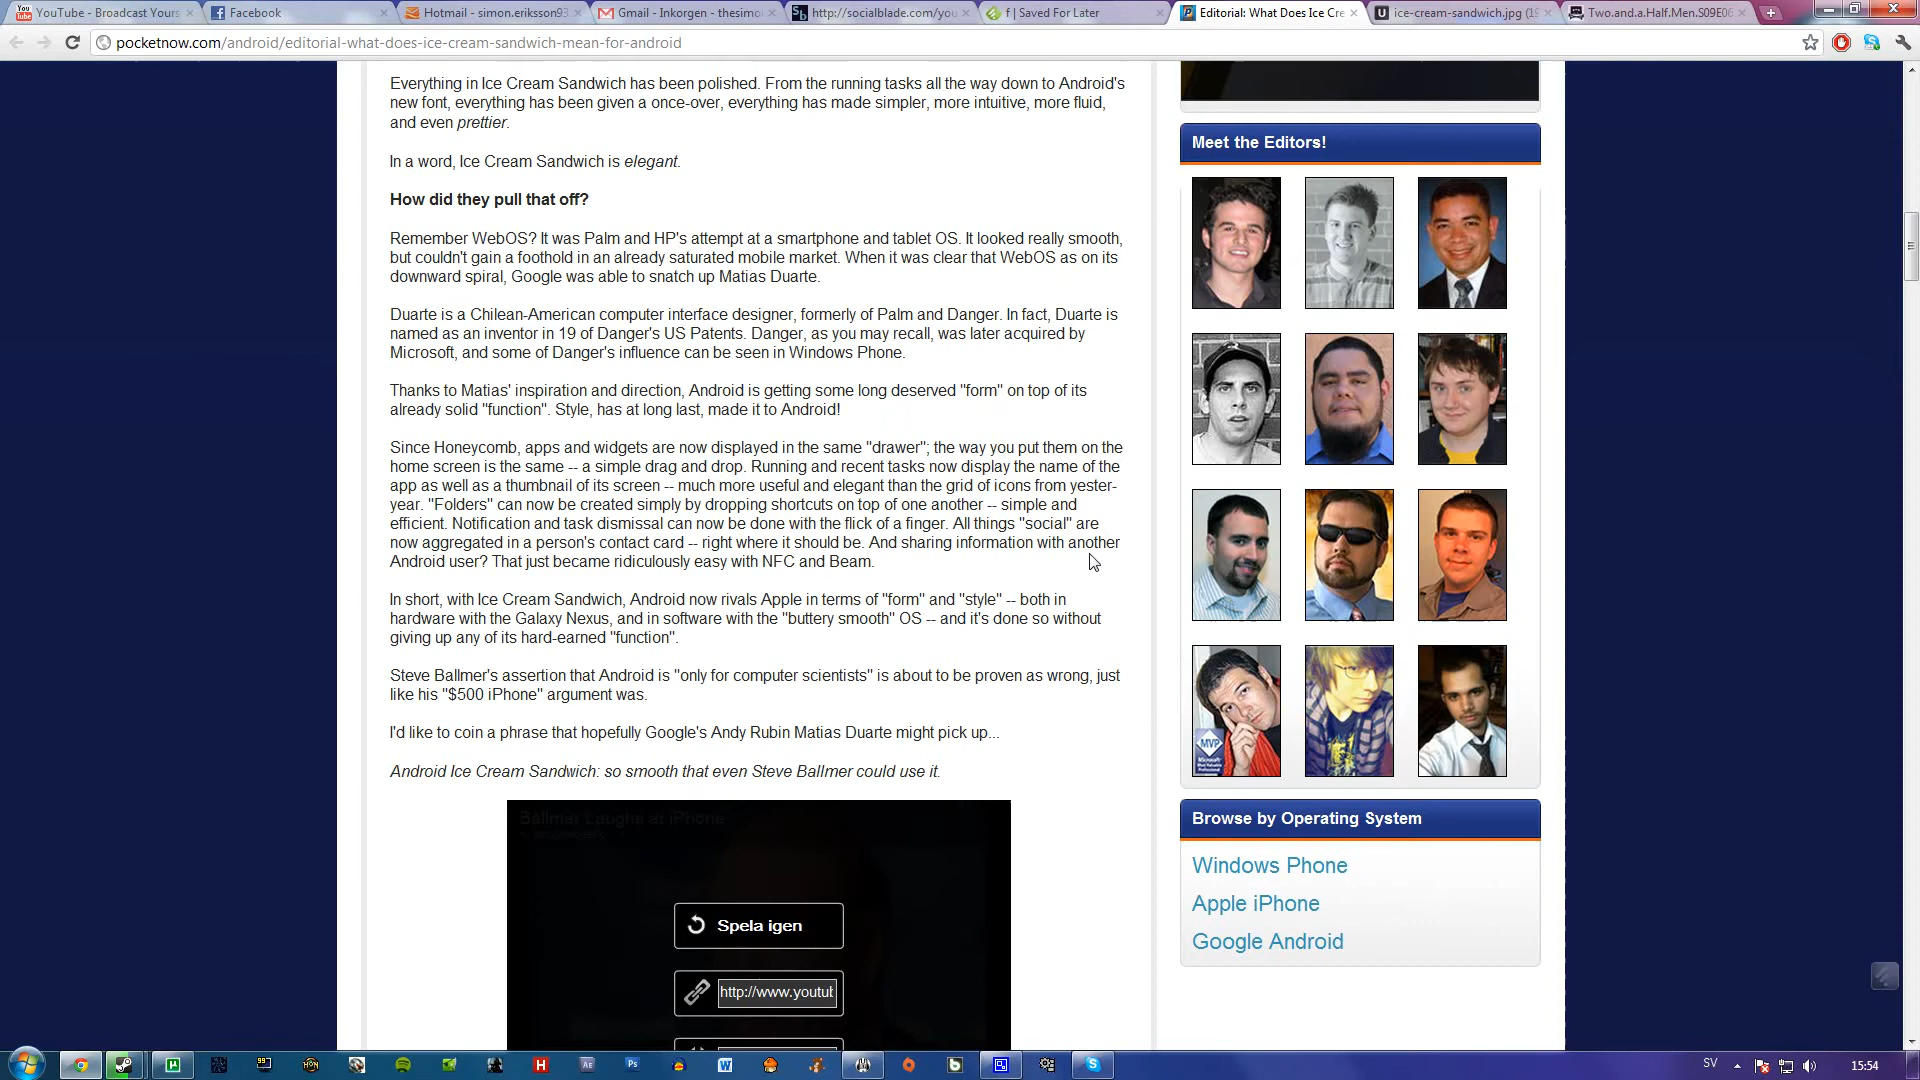 YouTube - Broadcast Yours
Facebook
Hotmail - simon.eriksson93
Gmail - Inkorgen - thesimo
http://socialblade.com/you
f | Saved For Later
Editorial: What Does Ice Cre
ice-cream-sandwich.jpg (19
Two.and.a.Half.Men.S09E06
pocketnow.com/android/editorial-what-does-ice-cream-sandwich-mean-for-android
Everything in Ice Cream Sandwich has been polished. From the running tasks all the way down to Android's
new font, everything has been given a once-over, everything has made simpler, more intuitive, more fluid,
and even prettier.
In a word, Ice Cream Sandwich is elegant.
How did they pull that off?
Remember WebOS? It was Palm and HP's attempt at a smartphone and tablet OS. It looked really smooth,
but couldn't gain a foothold in an already saturated mobile market. When it was clear that WebOS as on its
downward spiral, Google was able to snatch up Matias Duarte.
Duarte is a Chilean-American computer interface designer, formerly of Palm and Danger. In fact, Duarte is
named as an inventor in 19 of Danger's US Patents. Danger, as you may recall, was later acquired by
Microsoft, and some of Danger's influence can be seen in Windows Phone.
Thanks to Matias' inspiration and direction, Android is getting some long deserved "form" on top of its
already solid "function". Style, has at long last, made it to Android!
Since Honeycomb, apps and widgets are now displayed in the same "drawer"; the way you put them on the
home screen is the same -- a simple drag and drop. Running and recent tasks now display the name of the
app as well as a thumbnail of its screen -- much more useful and elegant than the grid of icons from yester-
year. "Folders" can now be created simply by dropping shortcuts on top of one another -- simple and
efficient. Notification and task dismissal can now be done with the flick of a finger. All things "social" are
now aggregated in a person's contact card -- right where it should be. And sharing information with another
Android user? That just became ridiculously easy with NFC and Beam.
In short, with Ice Cream Sandwich, Android now rivals Apple in terms of "form" and "style" -- both in
hardware with the Galaxy Nexus, and in software with the "buttery smooth" OS -- and it's done so without
giving up any of its hard-earned "function".
Steve Ballmer's assertion that Android is "only for computer scientists" is about to be proven as wrong, just
like his "$500 iPhone" argument was.
I'd like to coin a phrase that hopefully Google's Andy Rubin Matias Duarte might pick up...
Android Ice Cream Sandwich: so smooth that even Steve Ballmer could use it.
Ballmer Laughs at iPhone
Spela igen
http://www.youtut
Meet the Editors!
MVP
Browse by Operating System
Windows Phone
Apple iPhone
Google Android
SV
15:54